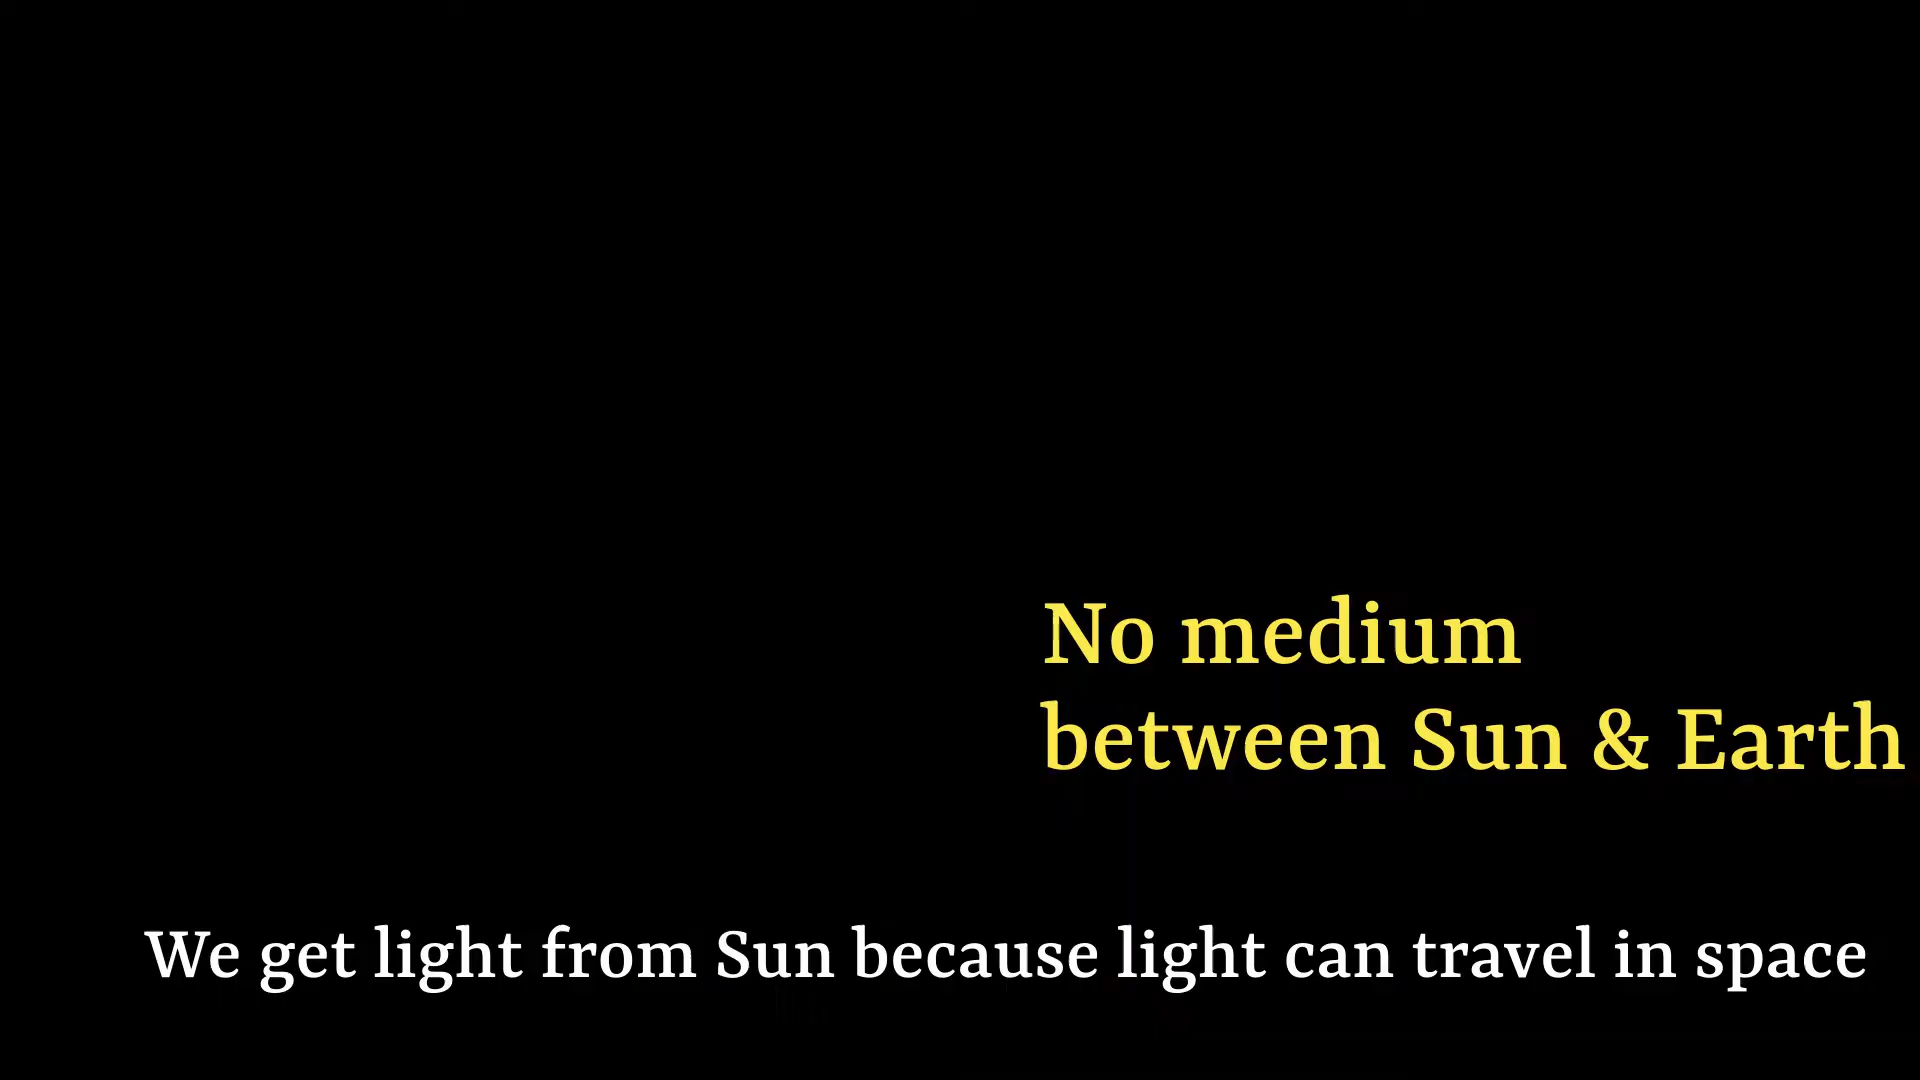 No medium
between Sun & Earth
We get light from Sun because light can travel in space